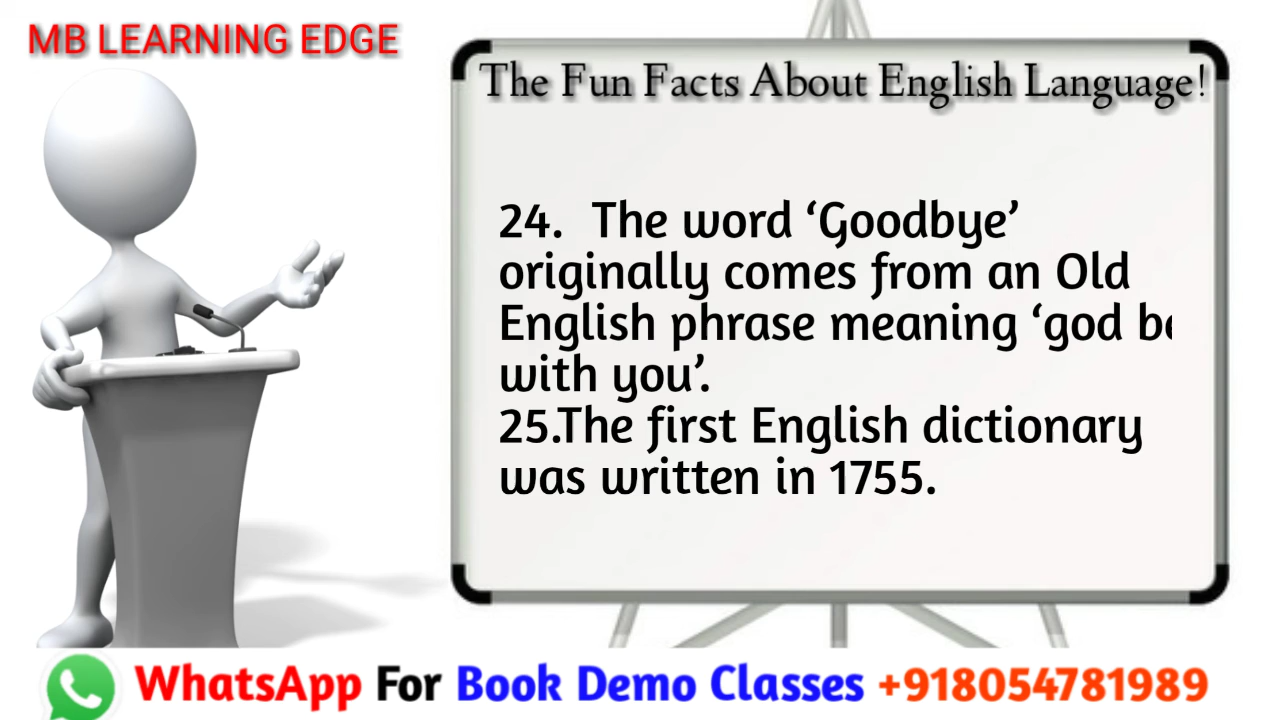 MB LEARNING EDGE
The Fun Facts About English Language!
24. The word ‘Goodbye’
originally comes from an Old
English phrase meaning ‘god be
with you’.
25.The first English dictionary
was written in 1755.
WhatsApp For Book Demo Classes +918054781989